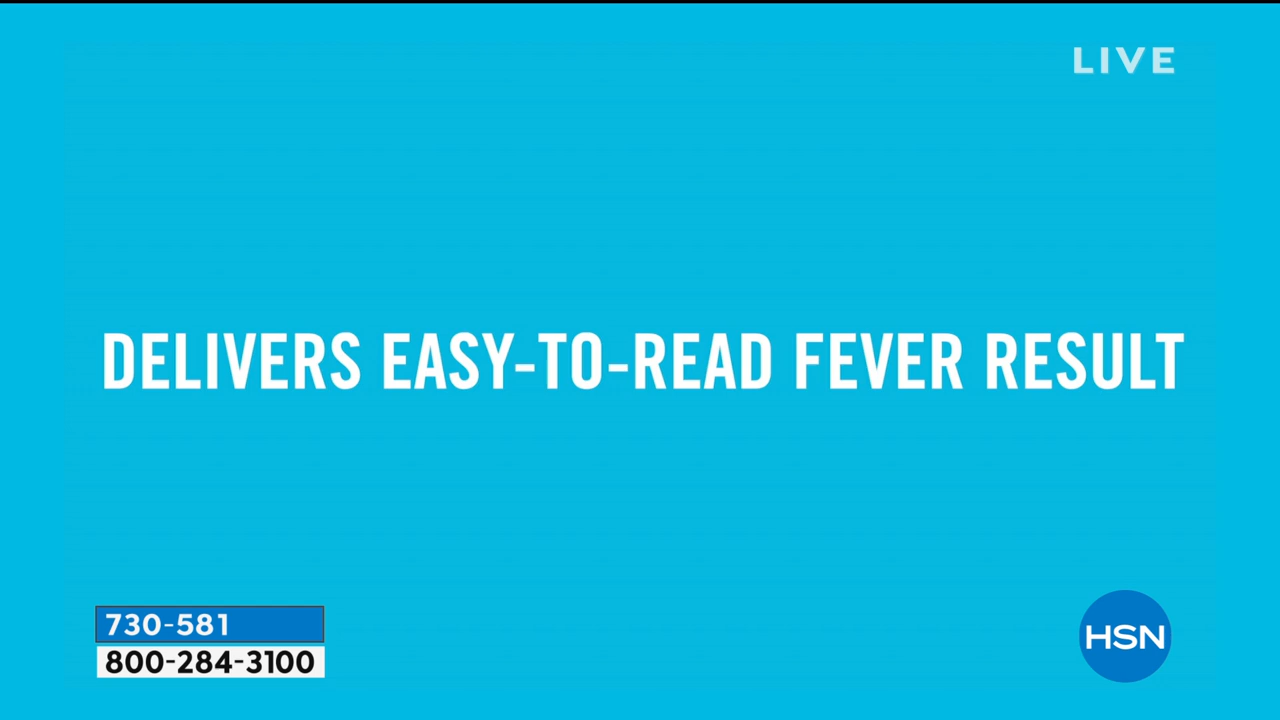 LIVE
DELIVERS EASY-TO-READ FEVER RESULT
730-581
800-284-3100
HSN